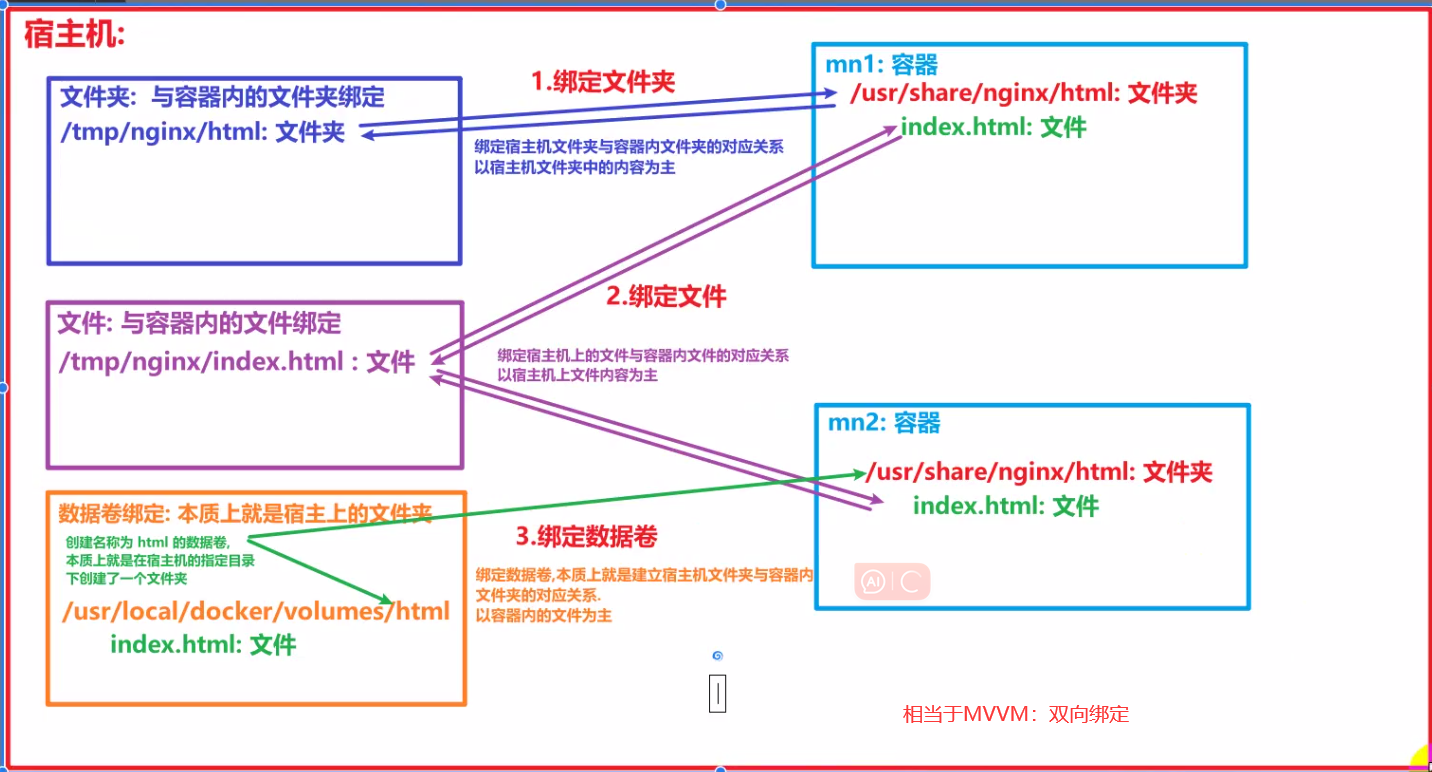 宿主机:
文件夹: 与容器内的文件夹绑定
/tmp/nginx/html: 文件夹
1.绑定文件夹
绑定宿主机文件夹与容器内文件夹的对应关系
以宿主机文件夹中的内容为主
mn1: 容器
/usr/share/nginx/html: 文件夹
index.html: 文件
2.绑定文件
文件: 与容器内的文件绑定
/tmp/nginx/index.html : 文件
绑定宿主机上的文件与容器内文件的对应关系
以宿主机上文件内容为主
mn2: 容器
/usr/share/nginx/html: 文件夹
index.html: 文件
数据卷绑定: 本质上就是宿主上的文件夹
创建名称为 html 的数据卷,
本质上就是在宿主机的指定目录
下创建了一个文件夹
/usr/local/docker/volumes/html
index.html: 文件
3.绑定数据卷
绑定数据卷,本质上就是建立宿主机文件夹与容器内
文件夹的对应关系.
以容器内的文件为主
AI
相当于MVVM：双向绑定